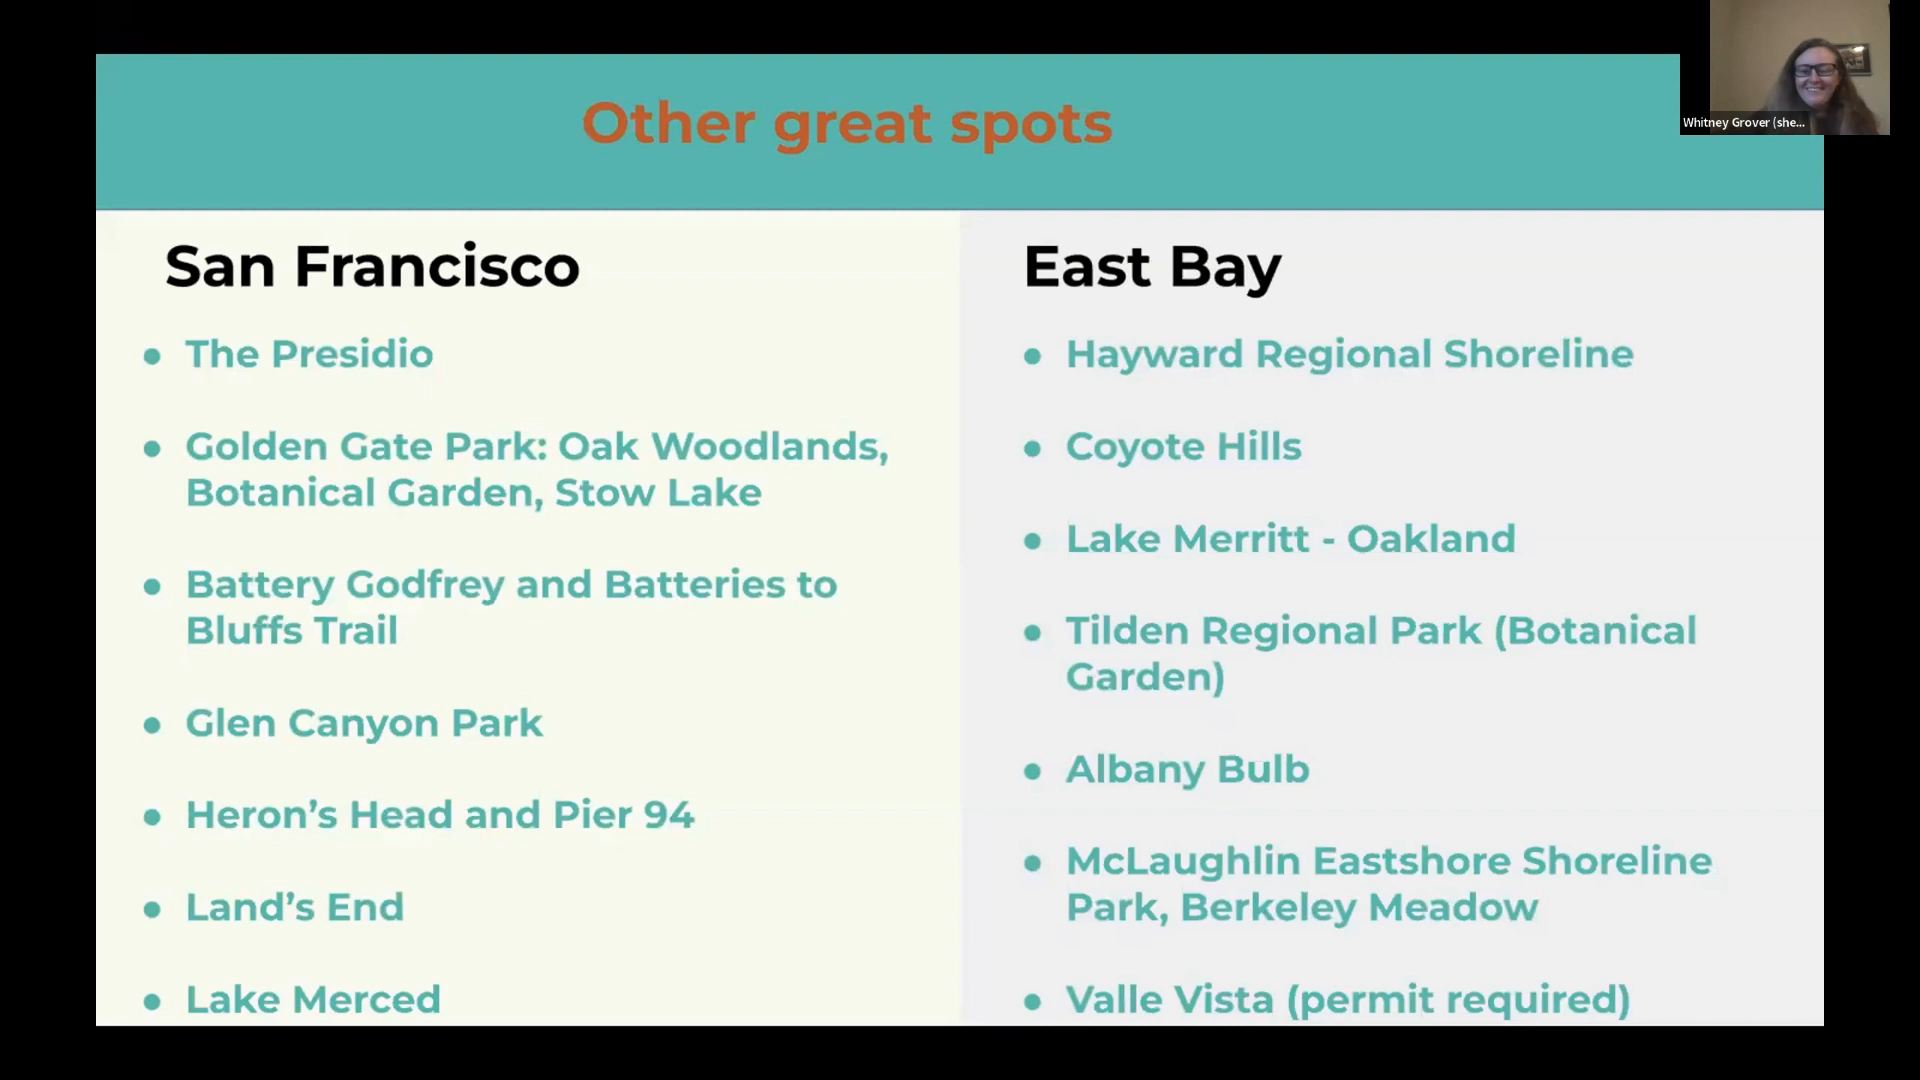 Other great spots
Whitney Grover (she...
San Francisco
● The Presidio
● Golden Gate Park: Oak Woodlands,
Botanical Garden, Stow Lake
● Battery Godfrey and Batteries to
Bluffs Trail
● Glen Canyon Park
● Heron’s Head and Pier 94
● Land’s End
● Lake Merced
East Bay
● Hayward Regional Shoreline
● Coyote Hills
● Lake Merritt - Oakland
● Tilden Regional Park (Botanical
Garden)
● Albany Bulb
● McLaughlin Eastshore Shoreline
Park, Berkeley Meadow
● Valle Vista (permit required)